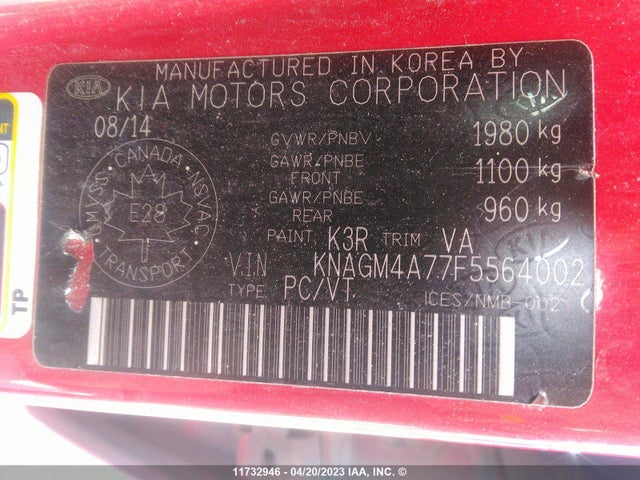 KIA
MANUFACTURED IN KOREA BY
KIA MOTORS CORPORATION
08/14
GVWR/PNBV 1980 kg
GAWR/PNBE FRONT 1100 kg
GAWR/PNBE REAR 960 kg
PAINT K3R TRIM VA
CANADA
CMVSS NSVAC
E28
TRANSPORT
V.I.N KNAGM4A77F5564002
TYPE PC/VT ICES/NMB-002
TP
11732946 - 04/20/2023 IAA, INC. ©